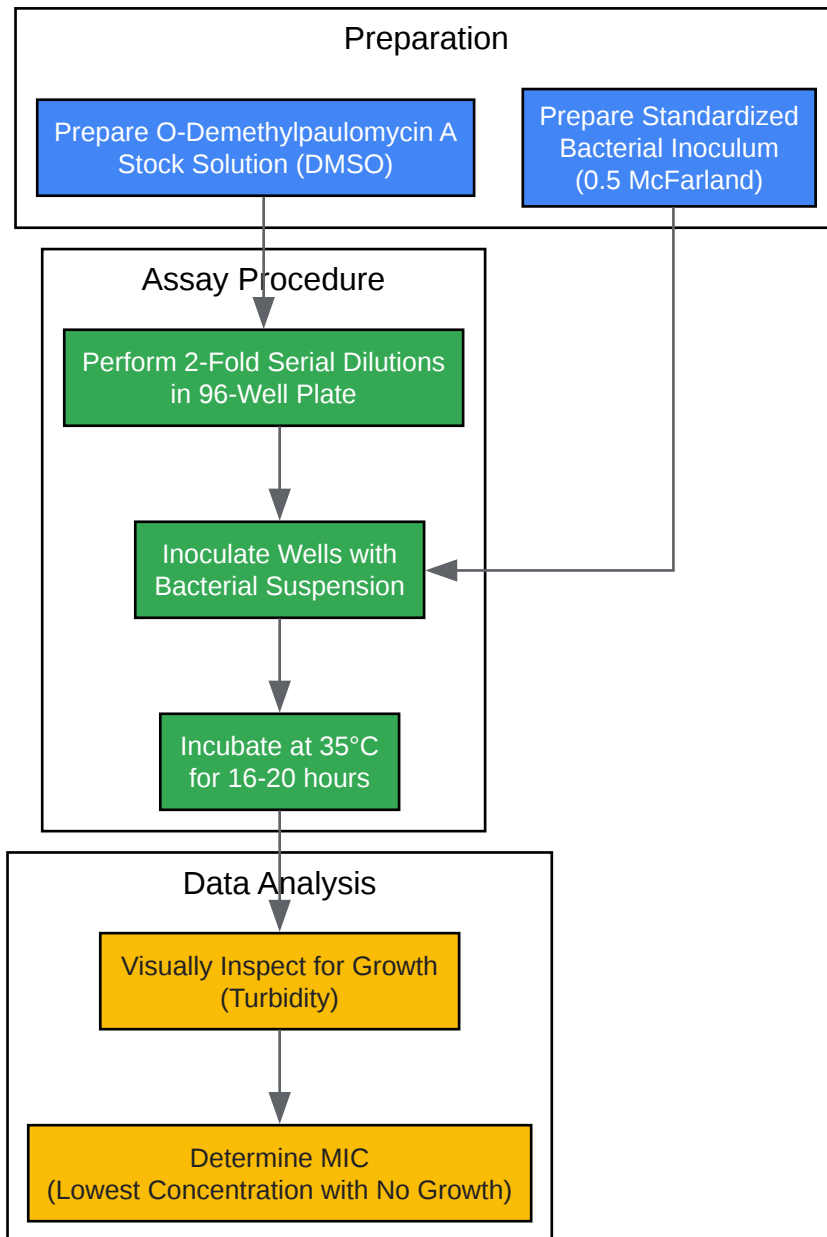 Preparation
Prepare O-Demethylpaulomycin A
Stock Solution (DMSO)
Prepare Standardized
Bacterial Inoculum
(0.5 McFarland)
Assay Procedure
Perform 2-Fold Serial Dilutions
in 96-Well Plate
Inoculate Wells with
Bacterial Suspension
Incubate at 35°C
for 16-20 hours
Data Analysis
Visually Inspect for Growth
(Turbidity)
Determine MIC
(Lowest Concentration with No Growth)